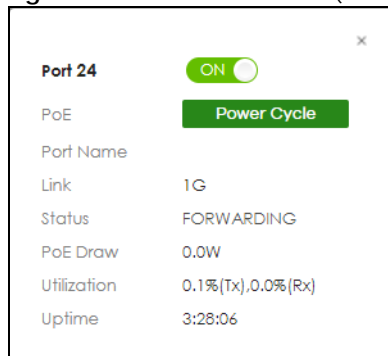 ×
Port 24 ON
PoE Power Cycle
Port Name
Link 1G
Status FORWARDING
PoE Draw 0.0W
Utilization 0.1%(Tx),0.0%(Rx)
Uptime 3:28:06